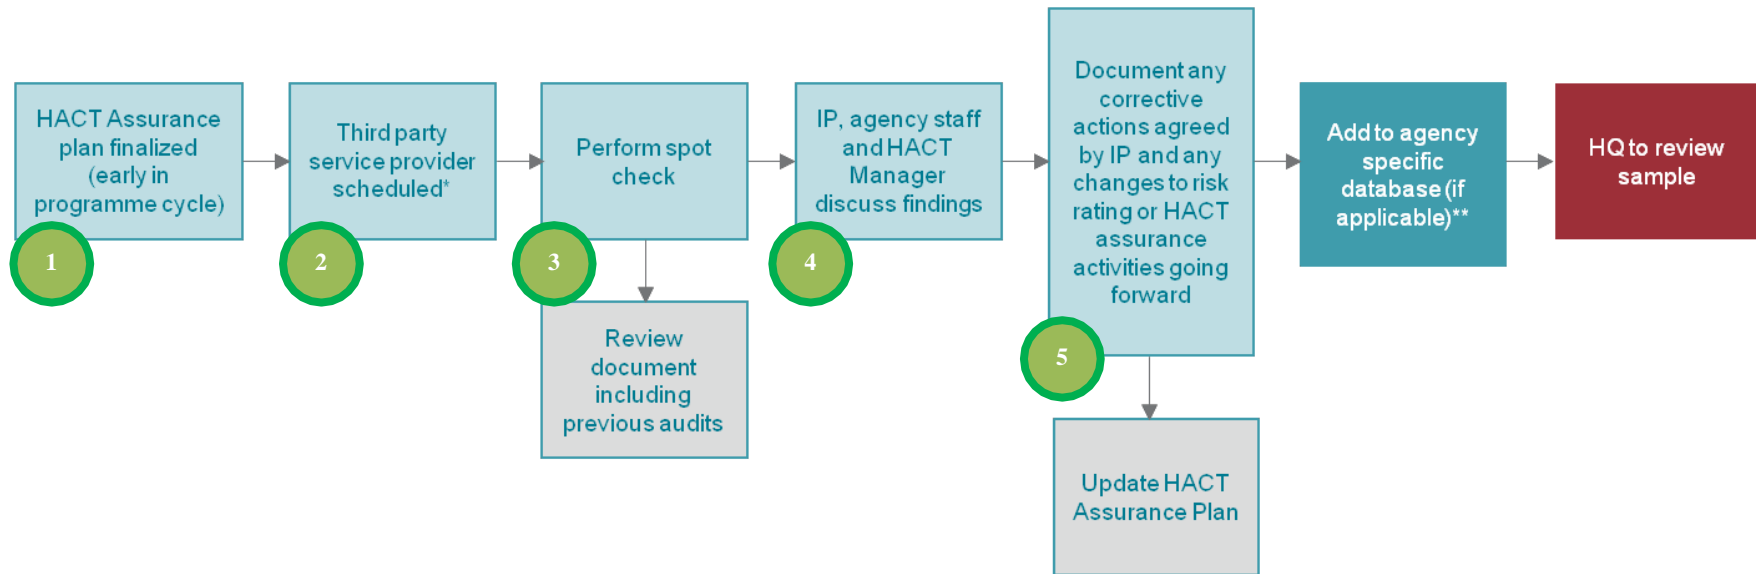 HACT Assurance
plan finalized
(early in
programme cycle)
1
Third party
service provider
scheduled*
2
Perform spot
check
3
Review
document
including
previous audits
IP, agency staff
and HACT
Manager
discuss findings
4
Document any
corrective
actions agreed
by IP and any
changes to risk
rating or HACT
assurance
activities going
forward
5
Update HACT
Assurance Plan
Add to agency
specific
database (if
applicable)**
HQ to review
sample